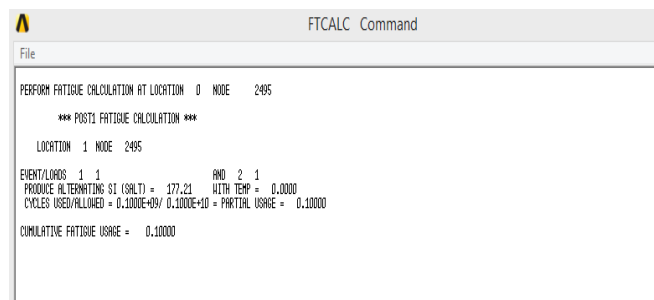 FTCALC Command
File
PERFORM FATIGUE CALCULATION AT LOCATION 0 NODE 2495
*** POST1 FATIGUE CALCULATION ***
LOCATION 1 NODE 2495
EVENT/LOADS 1 1 AND 2 1
PRODUCE ALTERNATING SI (SALT) = 177.21 WITH TEMP = 0.0000
CYCLES USED/ALLOWED = 0.1000E+09/ 0.1000E+10 = PARTIAL USAGE = 0.10000
CUMULATIVE FATIGUE USAGE = 0.10000